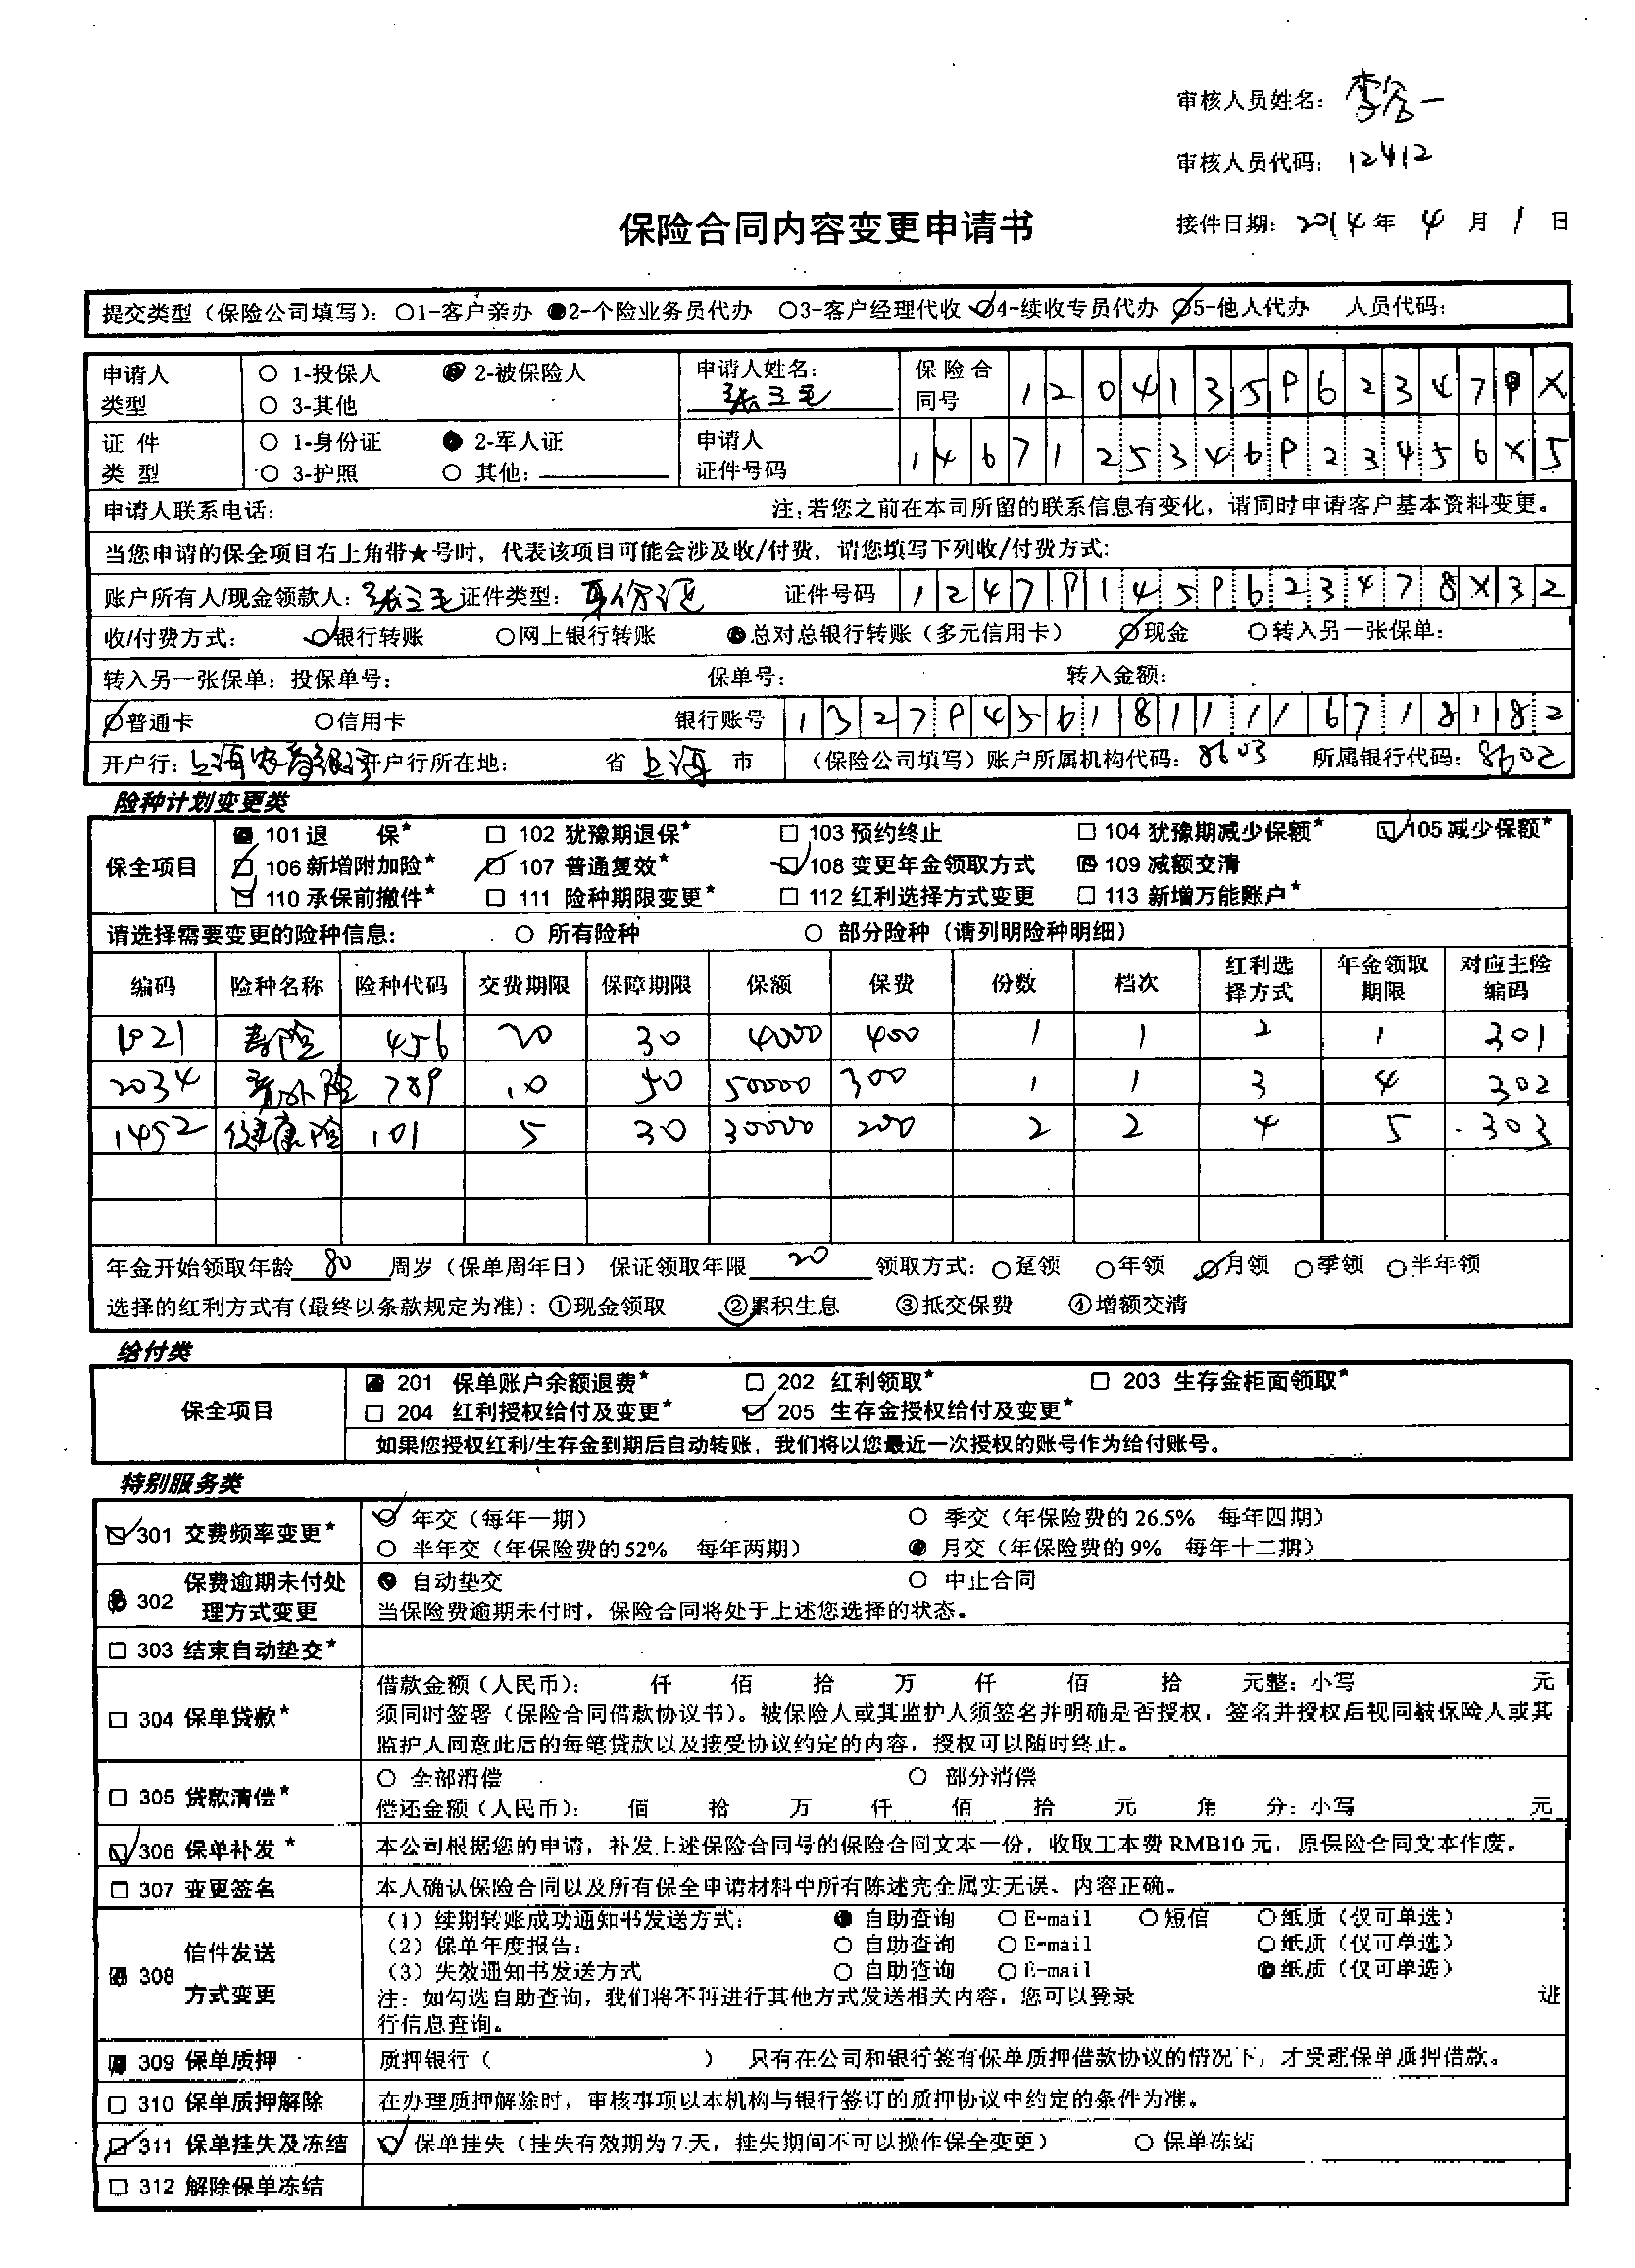 审核人员姓名：李谷一
审核人员代码：12412
保险合同内容变更申请书
接件日期：2014年 4 月 1 日
提交类型（保险公司填写）：○1-客户亲办 ●2-个险业务员代办 ○3-客户经理代收 ○4-续收专员代办 ○5-他人代办 人员代码：
申请人类型 ○ 1-投保人 ● 2-被保险人 ○ 3-其他 申请人姓名：张三毛 保险合同号 1204135P62347PX
证件类型 ○ 1-身份证 ● 2-军人证 ○ 3-护照 ○ 其他： 申请人证件号码 1467125346P23456X5
申请人联系电话： 注：若您之前在本司所留的联系信息有变化，请同时申请客户基本资料变更。
当您申请的保全项目右上角带★号时，代表该项目可能会涉及收/付费，请您填写下列收/付费方式：
账户所有人/现金领款人：张三毛 证件类型：身份证 证件号码 1247P145P623478X32
收/付费方式： ○银行转账 ○网上银行转账 ●总对总银行转账（多元信用卡） ○现金 ○转入另一张保单：
转入另一张保单：投保单号： 保单号： 转入金额：
○普通卡 ○信用卡 银行账号 1327P4561811116718182
开户行：上海 开户行所在地： 省 上海 市 （保险公司填写）账户所属机构代码：8603 所属银行代码：8602
险种计划变更类
保全项目 ■ 101 退 保★ □ 102 犹豫期退保★ □ 103 预约终止 □ 104 犹豫期减少保额★ □ 105 减少保额★
□ 106 新增附加险★ □ 107 普通复效★ □ 108 变更年金领取方式 ■ 109 减额交清
□ 110 承保前撤件★ □ 111 险种期限变更★ □ 112 红利选择方式变更 □ 113 新增万能账户★
请选择需要变更的险种信息： ○ 所有险种 ○ 部分险种（请列明险种明细）
编码 险种名称 险种代码 交费期限 保障期限 保额 保费 份数 档次 红利选择方式 年金领取期限 对应主险编码
1021 寿险 456 20 30 4000 400 1 1 2 1 301
2034 意外险 789 10 50 50000 300 1 1 3 4 302
1452 健康险 101 5 30 30000 200 2 2 4 5 303
年金开始领取年龄 80 周岁（保单周年日） 保证领取年限 20 领取方式：○趸领 ○年领 ○月领 ○季领 ○半年领
选择的红利方式有(最终以条款规定为准)：①现金领取 ②累积生息 ③抵交保费 ④增额交清
给付类
保全项目 ■ 201 保单账户余额退费★ □ 202 红利领取★ □ 203 生存金柜面领取★
□ 204 红利授权给付及变更★ □ 205 生存金授权给付及变更★
如果您授权红利/生存金到期后自动转账，我们将以您最近一次授权的账号作为给付账号。
特别服务类
□ 301 交费频率变更★ ○ 年交（每年一期） ○ 季交（年保险费的 26.5% 每年四期）
○ 半年交（年保险费的 52% 每年两期） ● 月交（年保险费的 9% 每年十二期）
■ 302 保费逾期未付处理方式变更 ● 自动垫交 ○ 中止合同
当保险费逾期未付时，保险合同将处于上述您选择的状态。
□ 303 结束自动垫交★
□ 304 保单贷款★ 借款金额（人民币）： 仟 佰 拾 万 仟 佰 拾 元整：小写 元
须同时签署（保险合同借款协议书）。被保险人或其监护人须签名并明确是否授权，签名并授权后视同被保险人或其
监护人同意此后的每笔贷款以及接受协议约定的内容，授权可以随时终止。
□ 305 贷款清偿★ ○ 全部清偿 ○ 部分清偿
偿还金额（人民币）： 佰 拾 万 仟 佰 拾 元 角 分：小写 元
□ 306 保单补发★ 本公司根据您的申请，补发上述保险合同号的保险合同文本一份，收取工本费 RMB10 元，原保险合同文本作废。
□ 307 变更签名 本人确认保险合同以及所有保全申请材料中所有陈述完全属实无误、内容正确。
■ 308 信件发送方式变更 （1）续期转账成功通知书发送方式： ● 自助查询 ○ E-mail ○ 短信 ○ 纸质（仅可单选）
（2）保单年度报告： ○ 自助查询 ○ E-mail ○ 纸质（仅可单选）
（3）失效通知书发送方式 ○ 自助查询 ○ E-mail ● 纸质（仅可单选）
注：如勾选自助查询，我们将不再进行其他方式发送相关内容，您可以登录 进
行信息查询。
■ 309 保单质押 质押银行（ ） 只有在公司和银行签有保单质押借款协议的情况下，才受理保单质押借款。
□ 310 保单质押解除 在办理质押解除时，审核事项以本机构与银行签订的质押协议中约定的条件为准。
□ 311 保单挂失及冻结 ○ 保单挂失（挂失有效期为 7天，挂失期间不可以操作保全变更） ○ 保单冻结
□ 312 解除保单冻结